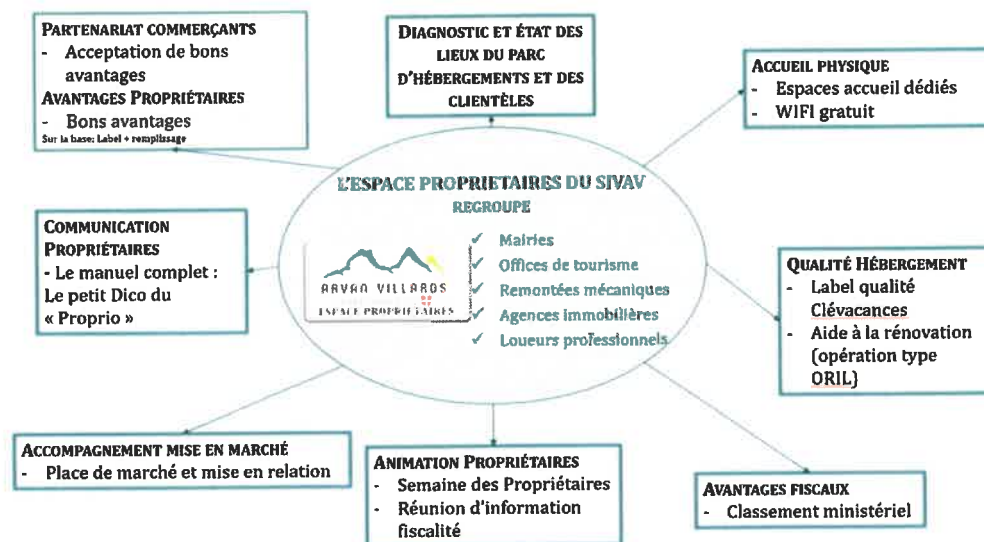 PARTENARIAT COMMERÇANTS
- Acceptation de bons
avantages
AVANTAGES PROPRIÉTAIRES
- Bons avantages
Sur la base: Label + remplissage
DIAGNOSTIC ET ÉTAT DES
LIEUX DU PARC
D'HÉBERGEMENTS ET DES
CLIENTÈLES
ACCUEIL PHYSIQUE
- Espaces accueil dédiés
- WIFI gratuit
L'ESPACE PROPRIETAIRES DU SIVAV
REGROUPE
✓ Mairies
✓ Offices de tourisme
✓ Remontées mécaniques
✓ Agences immobilières
✓ Loueurs professionnels
ARVAN VILLARDS
ESPACE PROPRIÉTAIRES
COMMUNICATION
PROPRIÉTAIRES
- Le manuel complet :
Le petit Dico du
« Proprio »
QUALITÉ HÉBERGEMENT
- Label qualité
Clévacances
- Aide à la rénovation
(opération type
ORIL)
ACCOMPAGNEMENT MISE EN MARCHÉ
- Place de marché et mise en relation
ANIMATION PROPRIÉTAIRES
- Semaine des Propriétaires
- Réunion d'information
fiscalité
AVANTAGES FISCAUX
- Classement ministériel